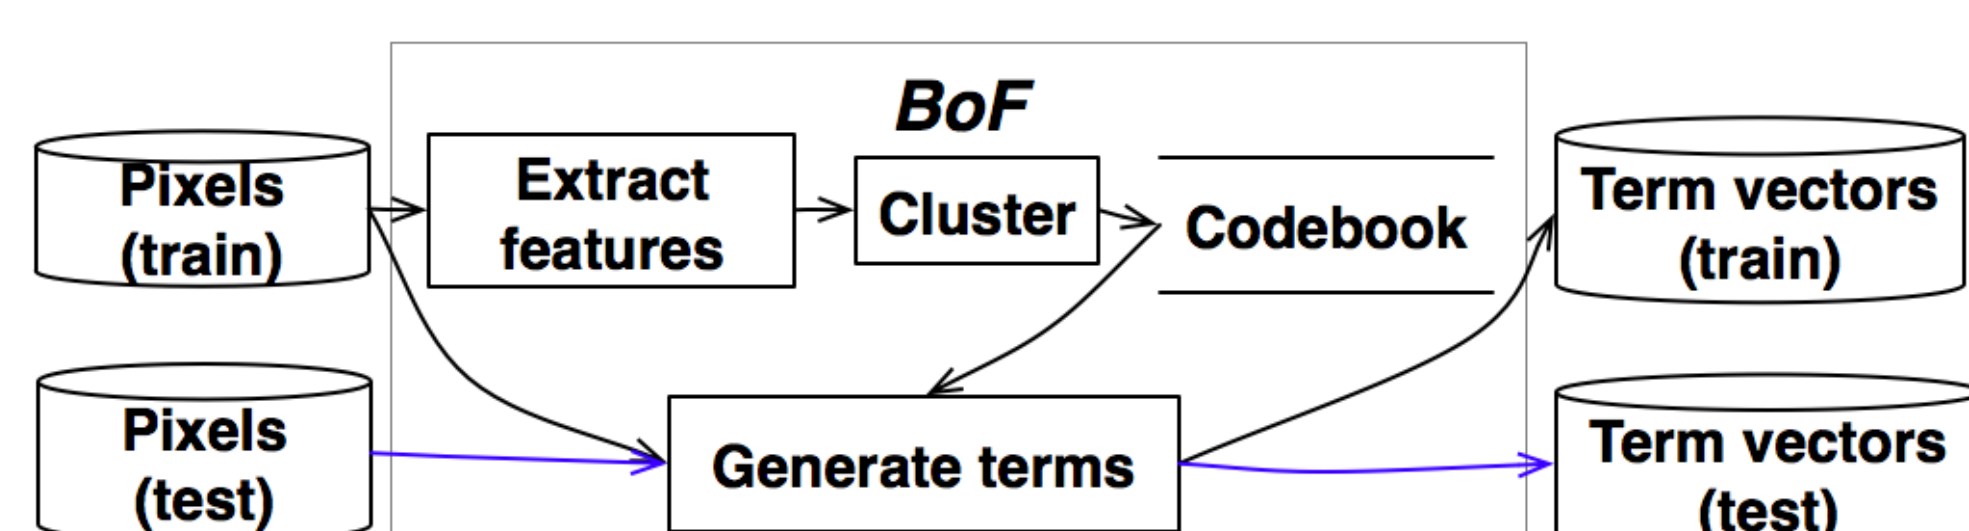 BoF
Pixels
(train)
Extract
features
Cluster
Codebook
Term vectors
(train)
Pixels
(test)
Generate terms
Term vectors
(test)